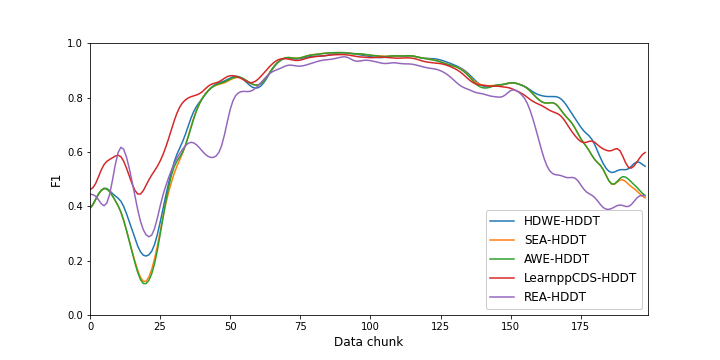 1.0
0.8
0.6
0.4
0.2
0.0
F1
0
25
50
75
100
125
150
175
Data chunk
HDWE-HDDT
SEA-HDDT
AWE-HDDT
LearnppCDS-HDDT
REA-HDDT